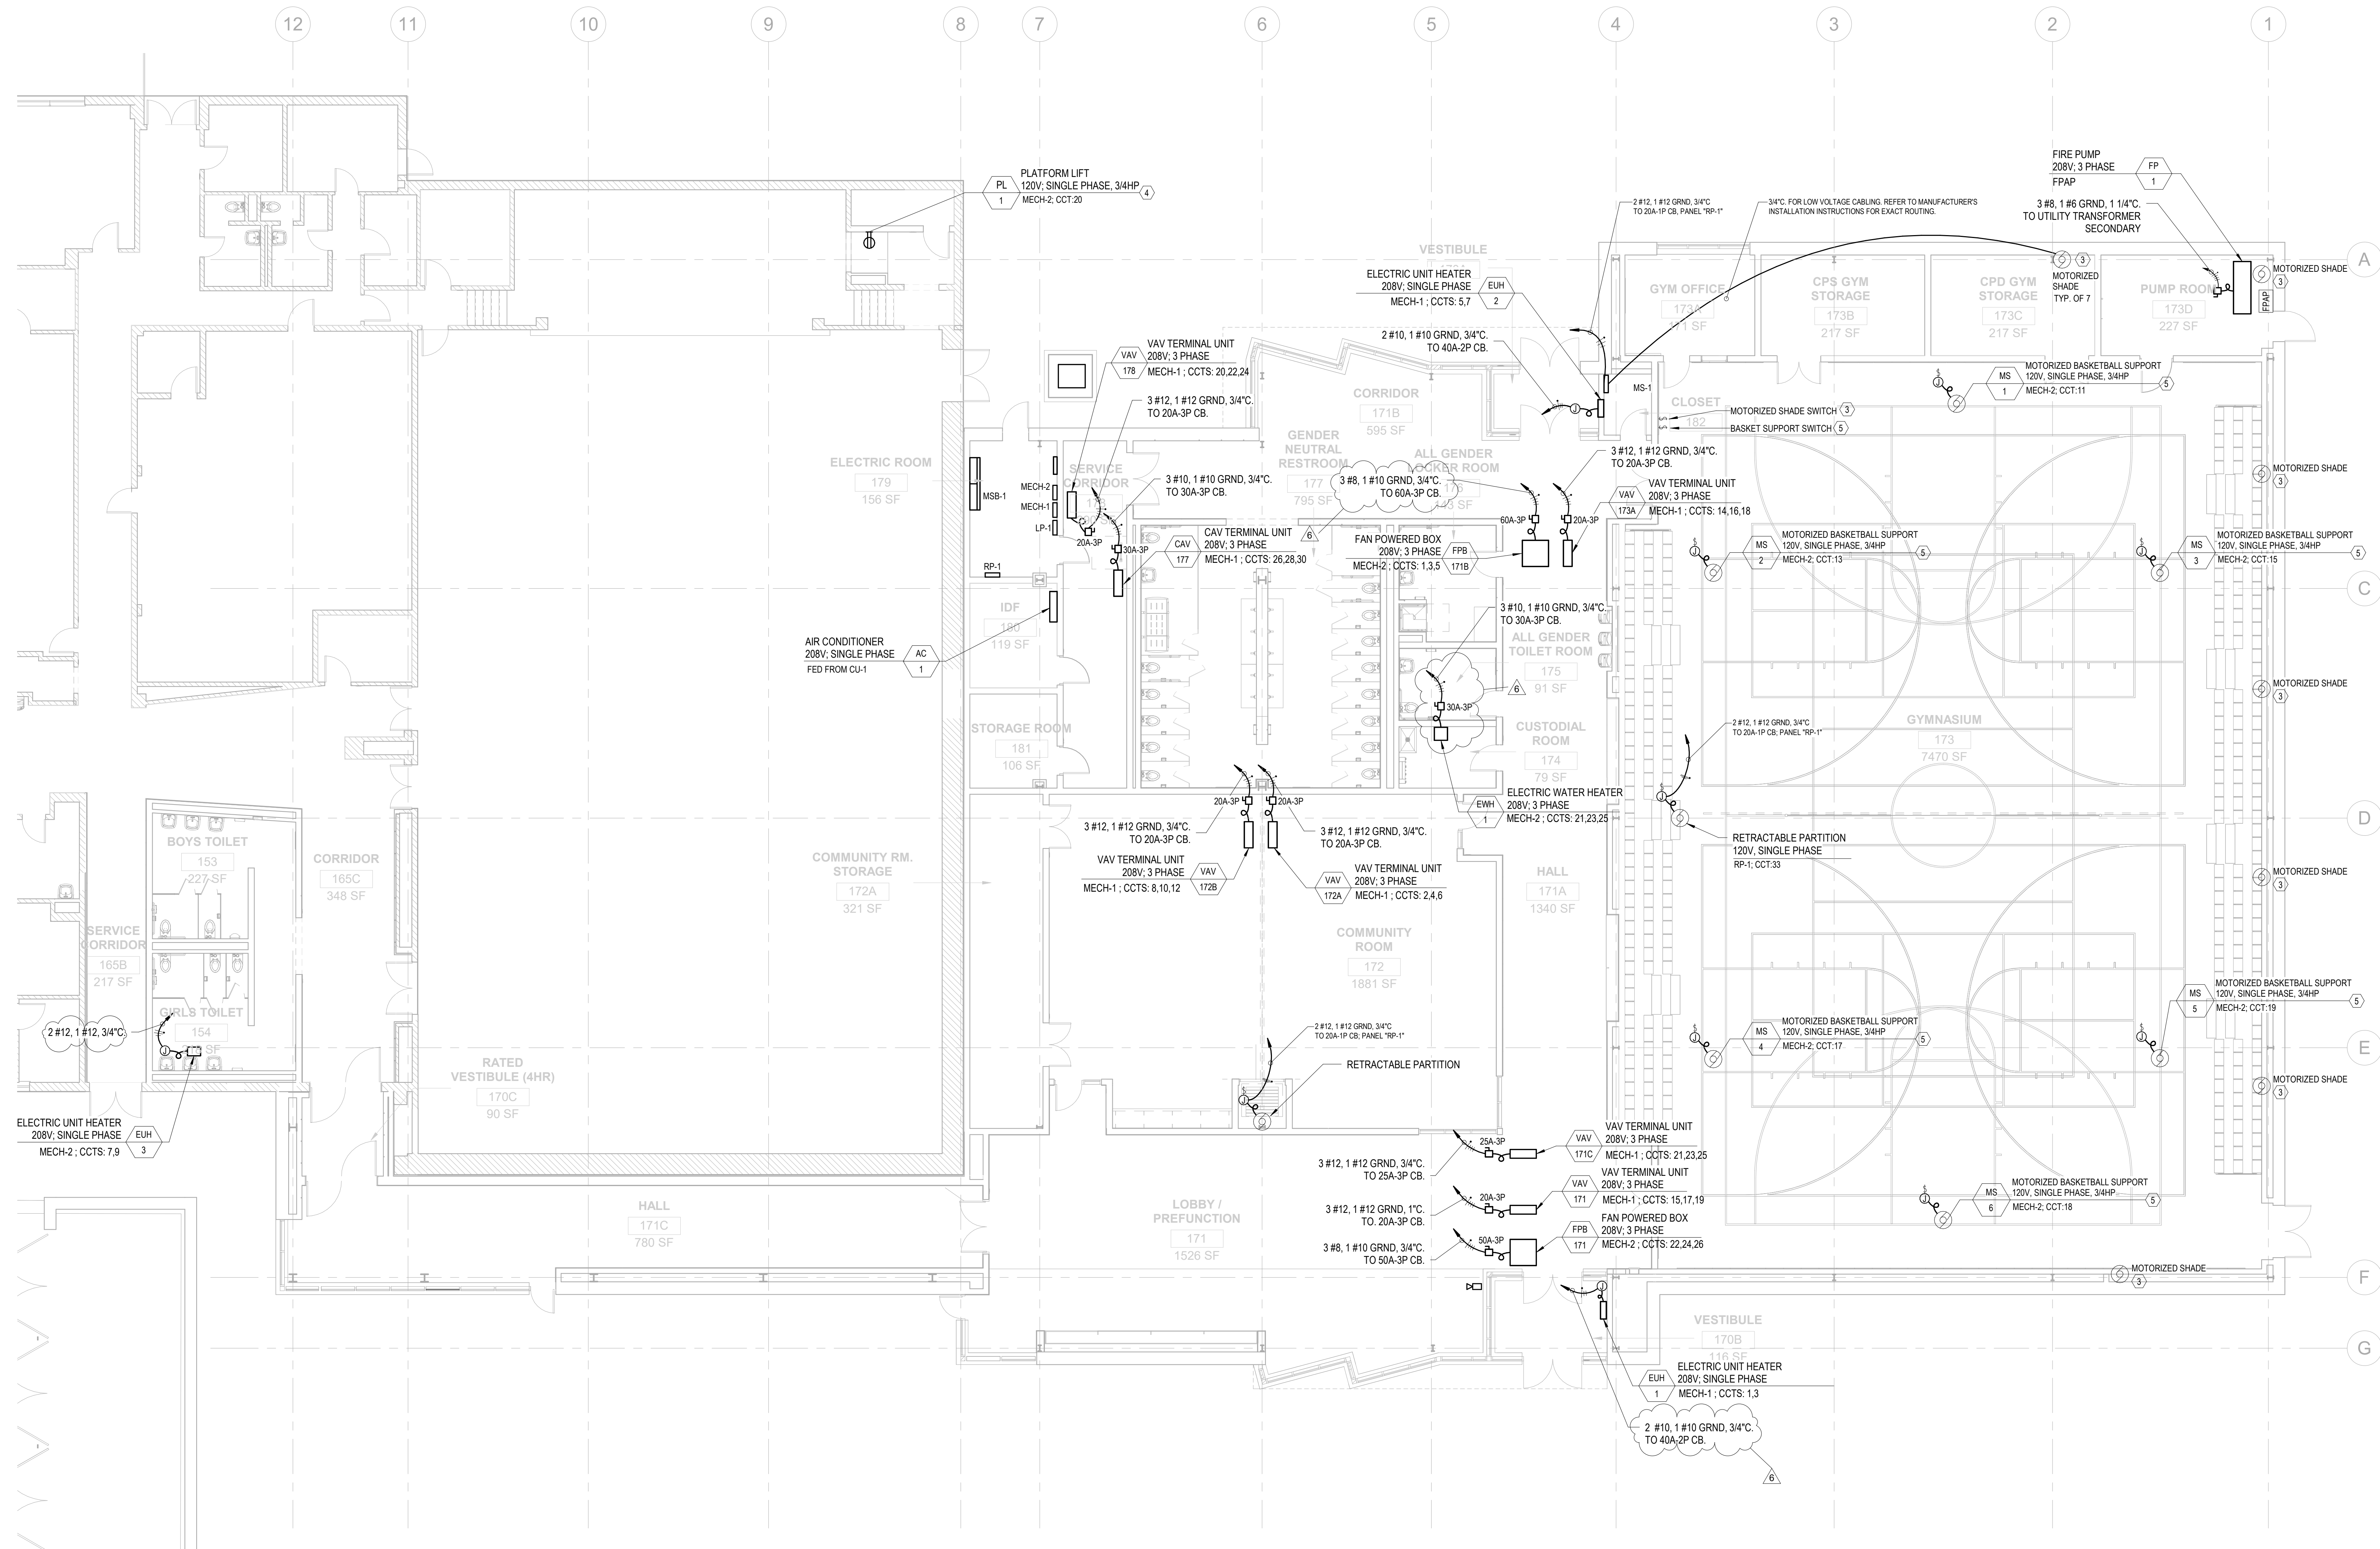 12
11
10
9
8
7
6
5
4
3
2
1
A
C
D
E
F
G
PL
1
PLATFORM LIFT
120V; SINGLE PHASE, 3/4HP
4
MECH-2; CCT:20
FIRE PUMP
208V; 3 PHASE
FPAP
FP
1
3 #8, 1 #6 GRND, 1 1/4"C.
TO UTILITY TRANSFORMER
SECONDARY
2 #12, 1 #12 GRND, 3/4"C
TO 20A-1P CB, PANEL "RP-1"
3/4"C. FOR LOW VOLTAGE CABLING. REFER TO MANUFACTURER'S
INSTALLATION INSTRUCTIONS FOR EXACT ROUTING.
VESTIBULE
ELECTRIC UNIT HEATER
208V; SINGLE PHASE
MECH-1 ; CCTS: 5,7
EUH
2
2 #10, 1 #10 GRND, 3/4"C.
TO 40A-2P CB.
GYM OFFICE
173A
CPS GYM
STORAGE
173B
217 SF
CPD GYM
STORAGE
173C
217 SF
PUMP ROOM
173D
227 SF
3
MOTORIZED
SHADE
TYP. OF 7
MOTORIZED SHADE
3
FPAP
VAV
178
VAV TERMINAL UNIT
208V; 3 PHASE
MECH-1 ; CCTS: 20,22,24
3 #12, 1 #12 GRND, 3/4"C.
TO 20A-3P CB.
MS-1
CLOSET
182
MOTORIZED SHADE SWITCH 3
BASKET SUPPORT SWITCH 5
MS
1
MOTORIZED BASKETBALL SUPPORT
120V, SINGLE PHASE, 3/4HP
5
MECH-2; CCT:11
CORRIDOR
171B
595 SF
GENDER
NEUTRAL
RESTROOM
177
795 SF
ALL GENDER
LOCKER ROOM
ELECTRIC ROOM
179
156 SF
MSB-1
MECH-2
MECH-1
LP-1
RP-1
SERVICE
CORRIDOR
20A-3P
30A-3P
3 #10, 1 #10 GRND, 3/4"C.
TO 30A-3P CB.
CAV
177
CAV TERMINAL UNIT
208V; 3 PHASE
MECH-1 ; CCTS: 26,28,30
3 #8, 1 #10 GRND, 3/4"C.
TO 60A-3P CB.
6
FAN POWERED BOX
208V; 3 PHASE
MECH-2 ; CCTS: 1,3,5
FPB
171B
60A-3P
20A-3P
3 #12, 1 #12 GRND, 3/4"C.
TO 20A-3P CB.
VAV
173A
VAV TERMINAL UNIT
208V; 3 PHASE
MECH-1 ; CCTS: 14,16,18
MOTORIZED SHADE
3
MS
2
MOTORIZED BASKETBALL SUPPORT
120V, SINGLE PHASE, 3/4HP
5
MECH-2; CCT:13
MS
3
MOTORIZED BASKETBALL SUPPORT
120V, SINGLE PHASE, 3/4HP
5
MECH-2; CCT:15
IDF
180
119 SF
AIR CONDITIONER
208V; SINGLE PHASE
FED FROM CU-1
AC
1
3 #10, 1 #10 GRND, 3/4"C.
TO 30A-3P CB.
ALL GENDER
TOILET ROOM
175
91 SF
6
30A-3P
MOTORIZED SHADE
3
STORAGE ROOM
181
106 SF
CUSTODIAL
ROOM
174
79 SF
2 #12, 1 #12 GRND, 3/4"C
TO 20A-1P CB; PANEL "RP-1"
GYMNASIUM
173
7470 SF
EWH
1
ELECTRIC WATER HEATER
208V; 3 PHASE
MECH-2 ; CCTS: 21,23,25
20A-3P
20A-3P
3 #12, 1 #12 GRND, 3/4"C.
TO 20A-3P CB.
3 #12, 1 #12 GRND, 3/4"C.
TO 20A-3P CB.
VAV TERMINAL UNIT
208V; 3 PHASE
MECH-1 ; CCTS: 8,10,12
VAV
172B
VAV
172A
VAV TERMINAL UNIT
208V; 3 PHASE
MECH-1 ; CCTS: 2,4,6
RETRACTABLE PARTITION
120V, SINGLE PHASE
RP-1; CCT:33
MOTORIZED SHADE
3
BOYS TOILET
153
227 SF
CORRIDOR
165C
348 SF
COMMUNITY RM.
STORAGE
172A
321 SF
HALL
171A
1340 SF
SERVICE
CORRIDOR
165B
217 SF
COMMUNITY
ROOM
172
1881 SF
GIRLS TOILET
154
SF
2 #12, 1 #12, 3/4"C.
2 #12, 1 #12 GRND, 3/4"C
TO 20A-1P CB; PANEL "RP-1"
RETRACTABLE PARTITION
MS
4
MOTORIZED BASKETBALL SUPPORT
120V, SINGLE PHASE, 3/4HP
5
MECH-2; CCT:17
MS
5
MOTORIZED BASKETBALL SUPPORT
120V, SINGLE PHASE, 3/4HP
5
MECH-2; CCT:19
MOTORIZED SHADE
3
RATED
VESTIBULE (4HR)
170C
90 SF
ELECTRIC UNIT HEATER
208V; SINGLE PHASE
MECH-2 ; CCTS: 7,9
EUH
3
25A-3P
3 #12, 1 #12 GRND, 3/4"C.
TO 25A-3P CB.
VAV
171C
VAV TERMINAL UNIT
208V; 3 PHASE
MECH-1 ; CCTS: 21,23,25
20A-3P
3 #12, 1 #12 GRND, 1"C.
TO. 20A-3P CB.
VAV
171
VAV TERMINAL UNIT
208V; 3 PHASE
MECH-1 ; CCTS: 15,17,19
50A-3P
3 #8, 1 #10 GRND, 3/4"C.
TO 50A-3P CB.
FPB
171
FAN POWERED BOX
208V; 3 PHASE
MECH-2 ; CCTS: 22,24,26
MS
6
MOTORIZED BASKETBALL SUPPORT
120V, SINGLE PHASE, 3/4HP
5
MECH-2; CCT:18
HALL
171C
780 SF
LOBBY /
PREFUNCTION
171
1526 SF
MOTORIZED SHADE
3
VESTIBULE
170B
116 SF
EUH
1
ELECTRIC UNIT HEATER
208V; SINGLE PHASE
MECH-1 ; CCTS: 1,3
2 #10, 1 #10 GRND, 3/4"C.
TO 40A-2P CB.
6